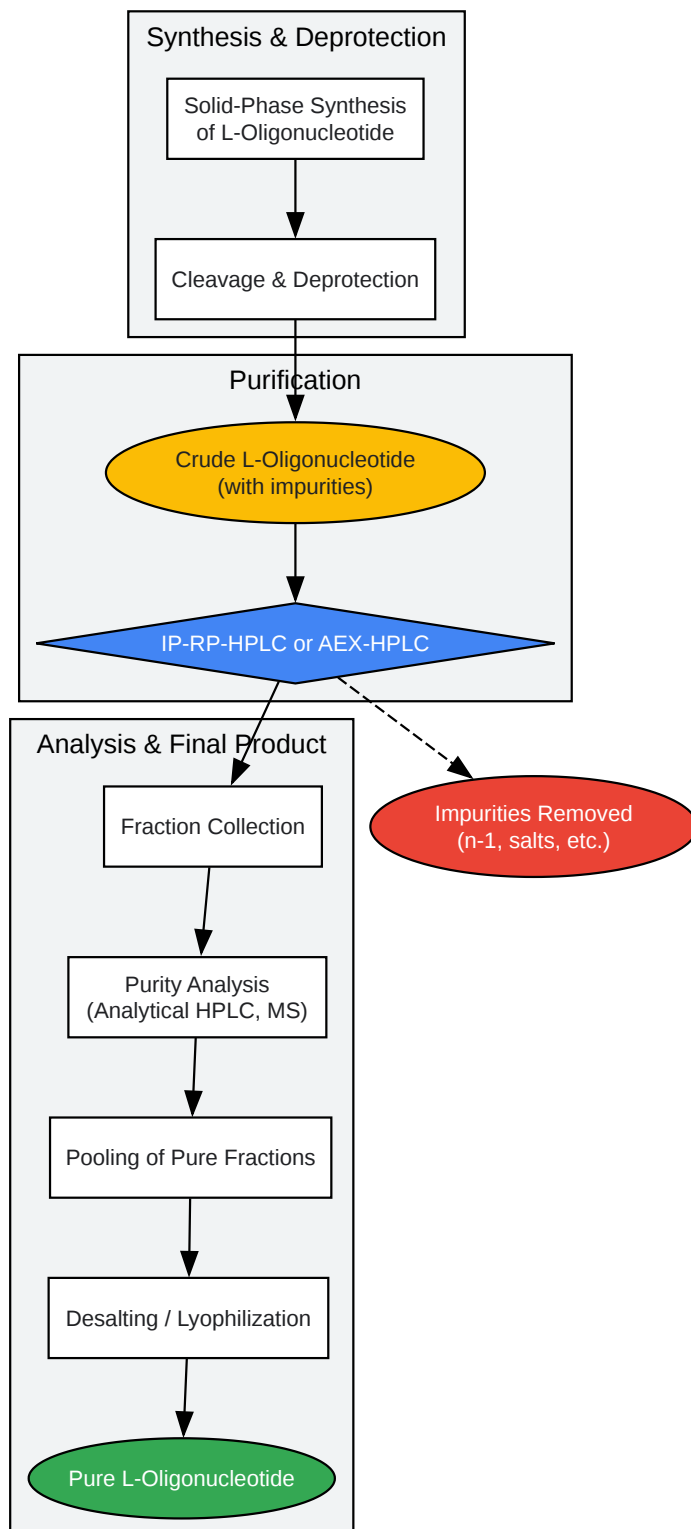 Synthesis & Deprotection
Solid-Phase Synthesis
of L-Oligonucleotide
Cleavage & Deprotection
Purification
Crude L-Oligonucleotide
(with impurities)
IP-RP-HPLC or AEX-HPLC
Analysis & Final Product
Fraction Collection
Impurities Removed
(n-1, salts, etc.)
Purity Analysis
(Analytical HPLC, MS)
Pooling of Pure Fractions
Desalting / Lyophilization
Pure L-Oligonucleotide